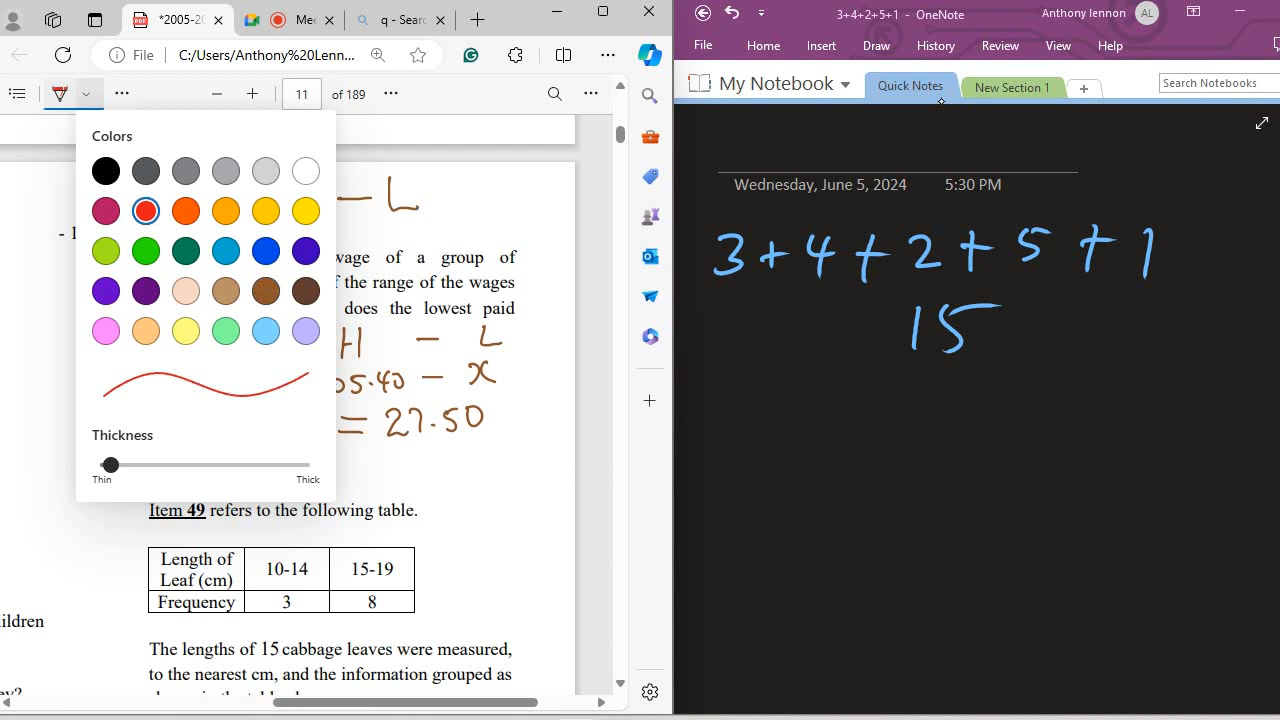 *2005-20
Mee
q - Searc
File
C:/Users/Anthony%20Lenn...
11 of 189
Colors
Thickness
Thin Thick
- 1
– L
wage of a group of
f the range of the wages
does the lowest paid
H – L
05.40 – x
= 27.50
Item 49 refers to the following table.
Length of Leaf (cm) 10-14 15-19
Frequency 3 8
ildren
The lengths of 15 cabbage leaves were measured,
to the nearest cm, and the information grouped as
3+4+2+5+1 - OneNote
Anthony lennon AL
File Home Insert Draw History Review View Help
My Notebook Quick Notes New Section 1
Search Notebooks
Wednesday, June 5, 2024 5:30 PM
3 + 4 + 2 + 5 + 1
15